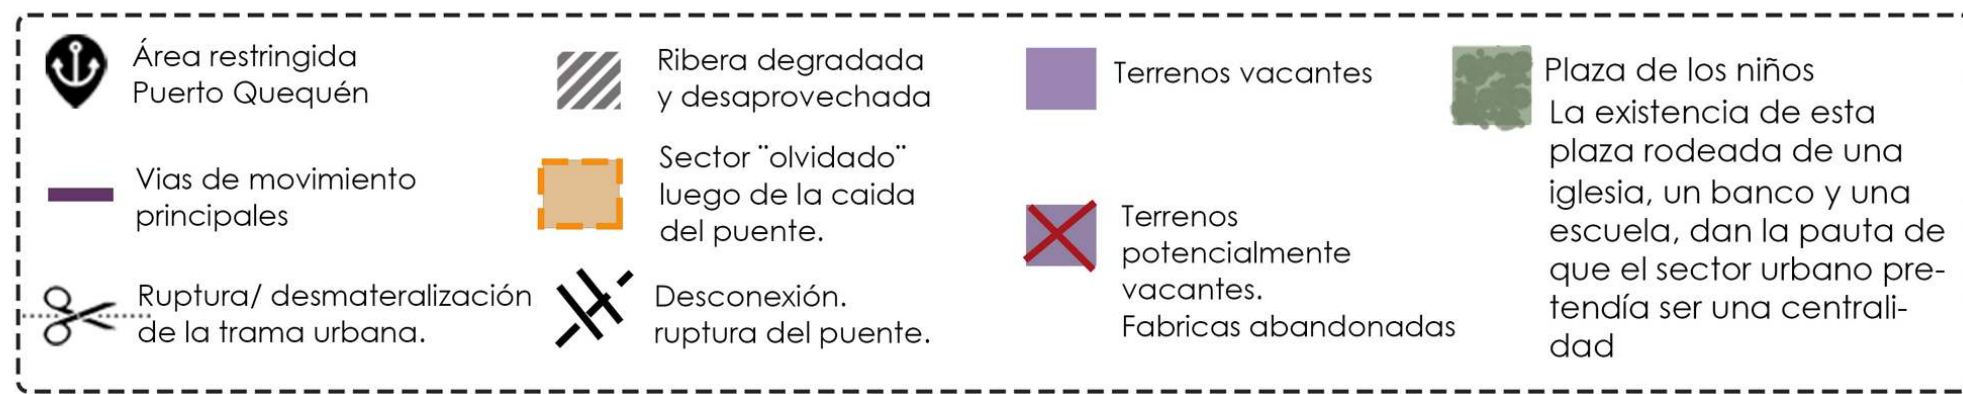 Área restringida
Puerto Quequén
Vias de movimiento
principales
Ruptura/ desmateralización
de la trama urbana.
Ribera degradada
y desaprovechada
Sector ¨olvidado¨
luego de la caida
del puente.
Desconexión.
ruptura del puente.
Terrenos vacantes
Terrenos
potencialmente
vacantes.
Fabricas abandonadas
Plaza de los niños
La existencia de esta
plaza rodeada de una
iglesia, un banco y una
escuela, dan la pauta de
que el sector urbano pre-
tendía ser una centrali-
dad